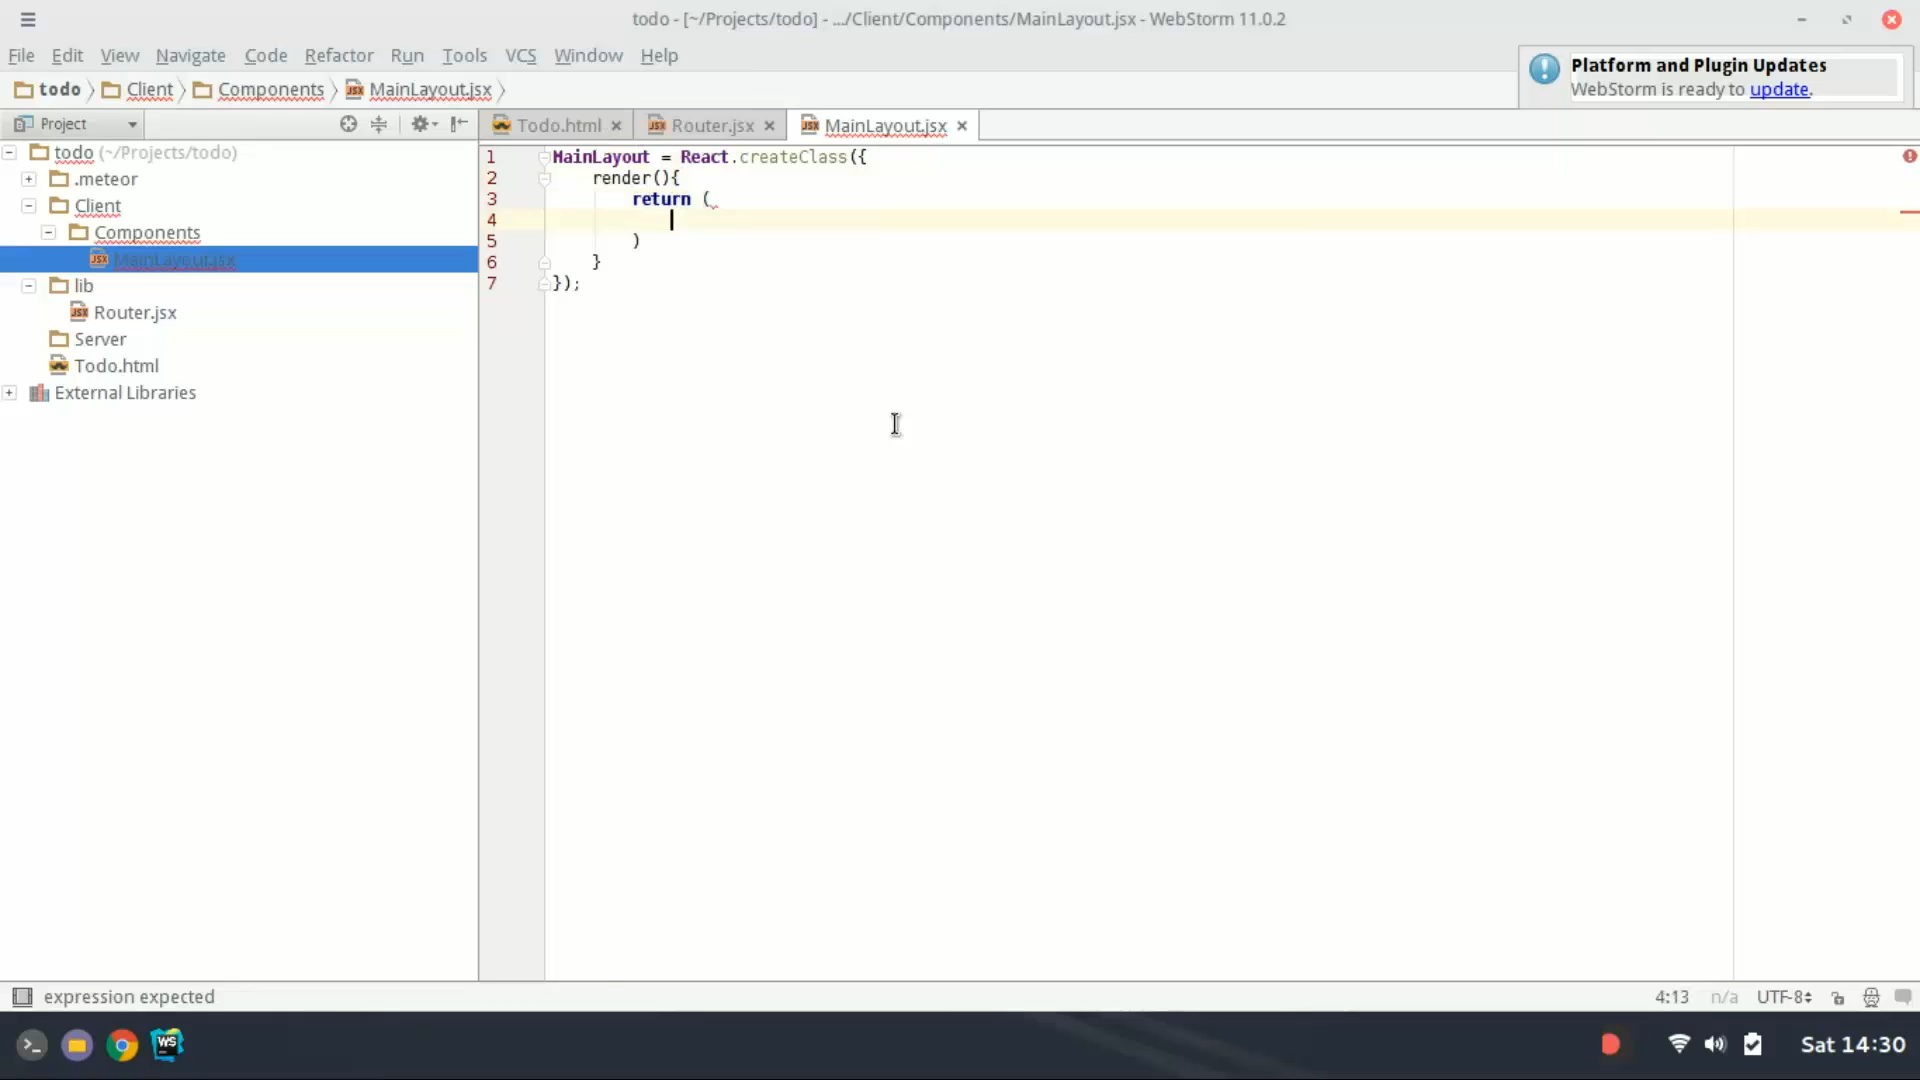 todo - [~/Projects/todo] - .../Client/Components/MainLayout.jsx - WebStorm 11.0.2
File Edit View Navigate Code Refactor Run Tools VCS Window Help
Platform and Plugin Updates
WebStorm is ready to update.
todo Client Components MainLayout.jsx
Project
Todo.html Router.jsx MainLayout.jsx
todo (~/Projects/todo)
.meteor
Client
Components
MainLayout.jsx
lib
Router.jsx
Server
Todo.html
External Libraries
1 MainLayout = React.createClass({
2 render(){
3 return (
4
5 )
6 }
7 });
expression expected
4:13 n/a UTF-8
Sat 14:30